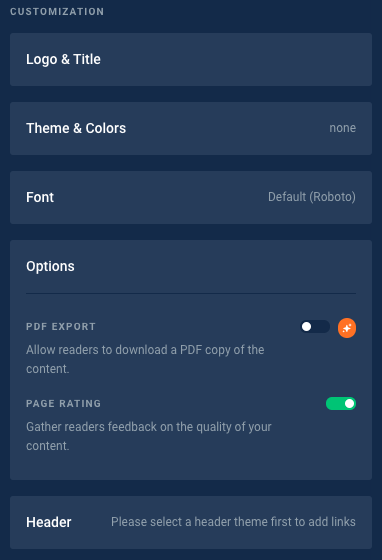 CUSTOMIZATION
Logo & Title
Theme & Colors none
Font Default (Roboto)
Options
PDF EXPORT
Allow readers to download a PDF copy of the
content.
PAGE RATING
Gather readers feedback on the quality of your
content.
Header Please select a header theme first to add links